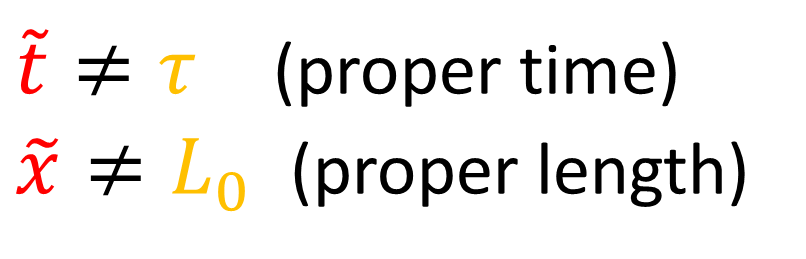 t̃ ≠ τ (proper time)
x̃ ≠ L₀ (proper length)